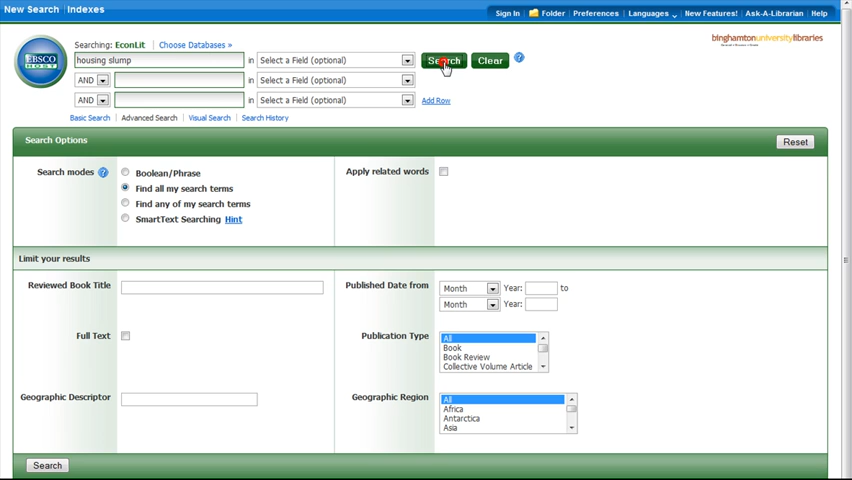 New Search | Indexes
Sign In Folder Preferences Languages New Features! Ask-A-Librarian Help
binghamtonuniversitylibraries
Searching: EconLit Choose Databases »
EBSCO HOST
housing slump in Select a Field (optional) Search Clear ?
AND in Select a Field (optional)
AND in Select a Field (optional) Add Row
Basic Search Advanced Search Visual Search Search History
Search Options Reset
Search modes ? Boolean/Phrase Apply related words
Find all my search terms
Find any of my search terms
SmartText Searching Hint
Limit your results
Reviewed Book Title Published Date from Month Year: to
Month Year:
Full Text Publication Type All
Book
Book Review
Collective Volume Article
Geographic Descriptor Geographic Region All
Africa
Antarctica
Asia
Search